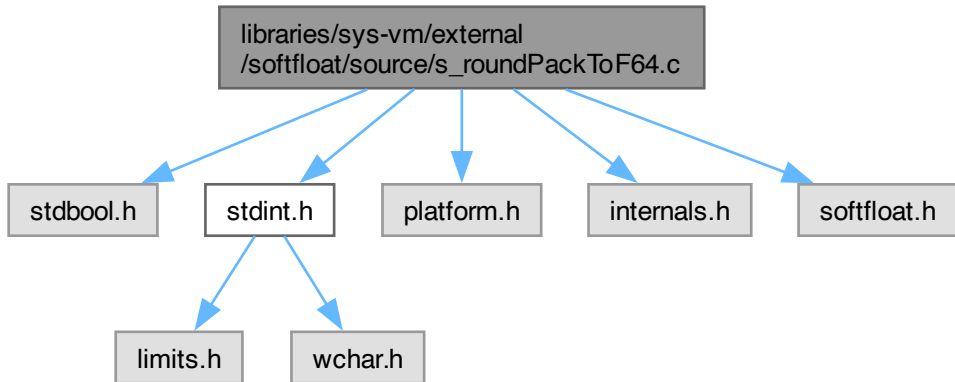 libraries/sys-vm/external
/softfloat/source/s_roundPackToF64.c
stdbool.h
stdint.h
platform.h
internals.h
softfloat.h
limits.h
wchar.h